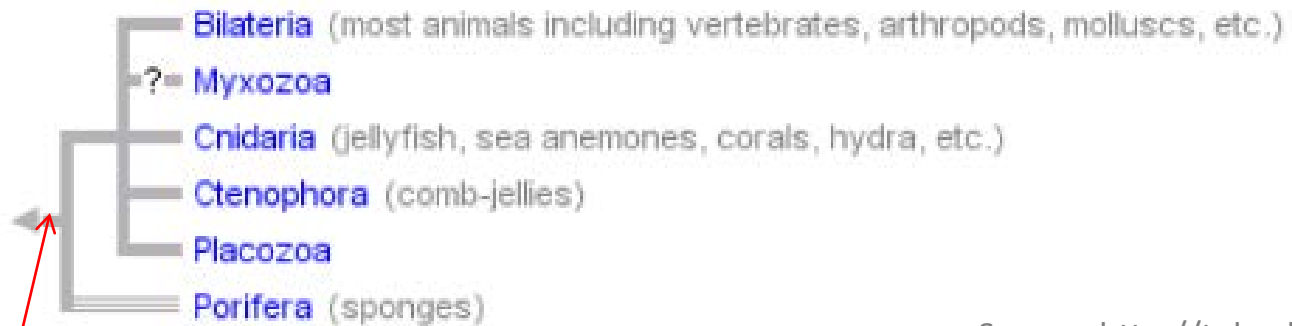 Bilateria (most animals including vertebrates, arthropods, molluscs, etc.)
? Myxozoa
Cnidaria (jellyfish, sea anemones, corals, hydra, etc.)
Ctenophora (comb-jellies)
Placozoa
Porifera (sponges)